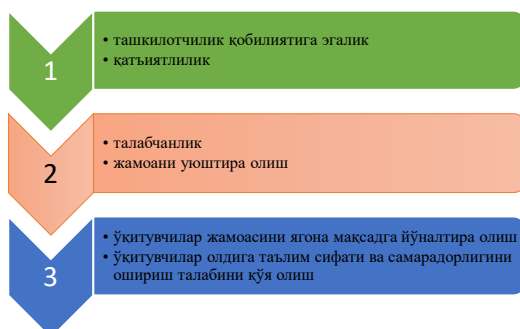 1
• ташкилотчилик қобилиятига эгалик
• қатъиятлилик
2
• талабчанлик
• жамоани уюштира олиш
3
• ўқитувчилар жамоасини ягона мақсадга йўналтира олиш
• ўқитувчилар олдига таълим сифати ва самарадорлигини
ошириш талабини қўя олиш